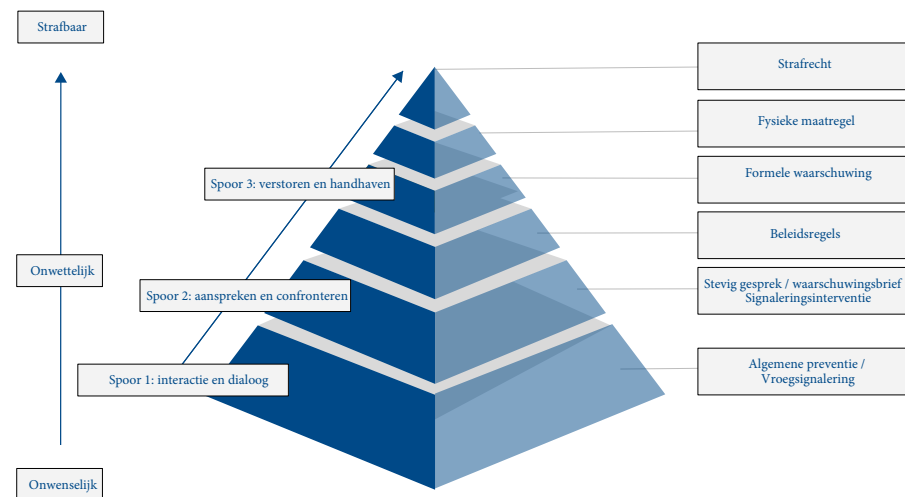 Strafbaar
Strafrecht
Fysieke maatregel
Formele waarschuwing
Spoor 3: verstoren en handhaven
Beleidsregels
Onwettelijk
Spoor 2: aanspreken en confronteren
Stevig gesprek / waarschuwingsbrief
Signaleringsinterventie
Spoor 1: interactie en dialoog
Algemene preventie /
Vroegsignalering
Onwenselijk